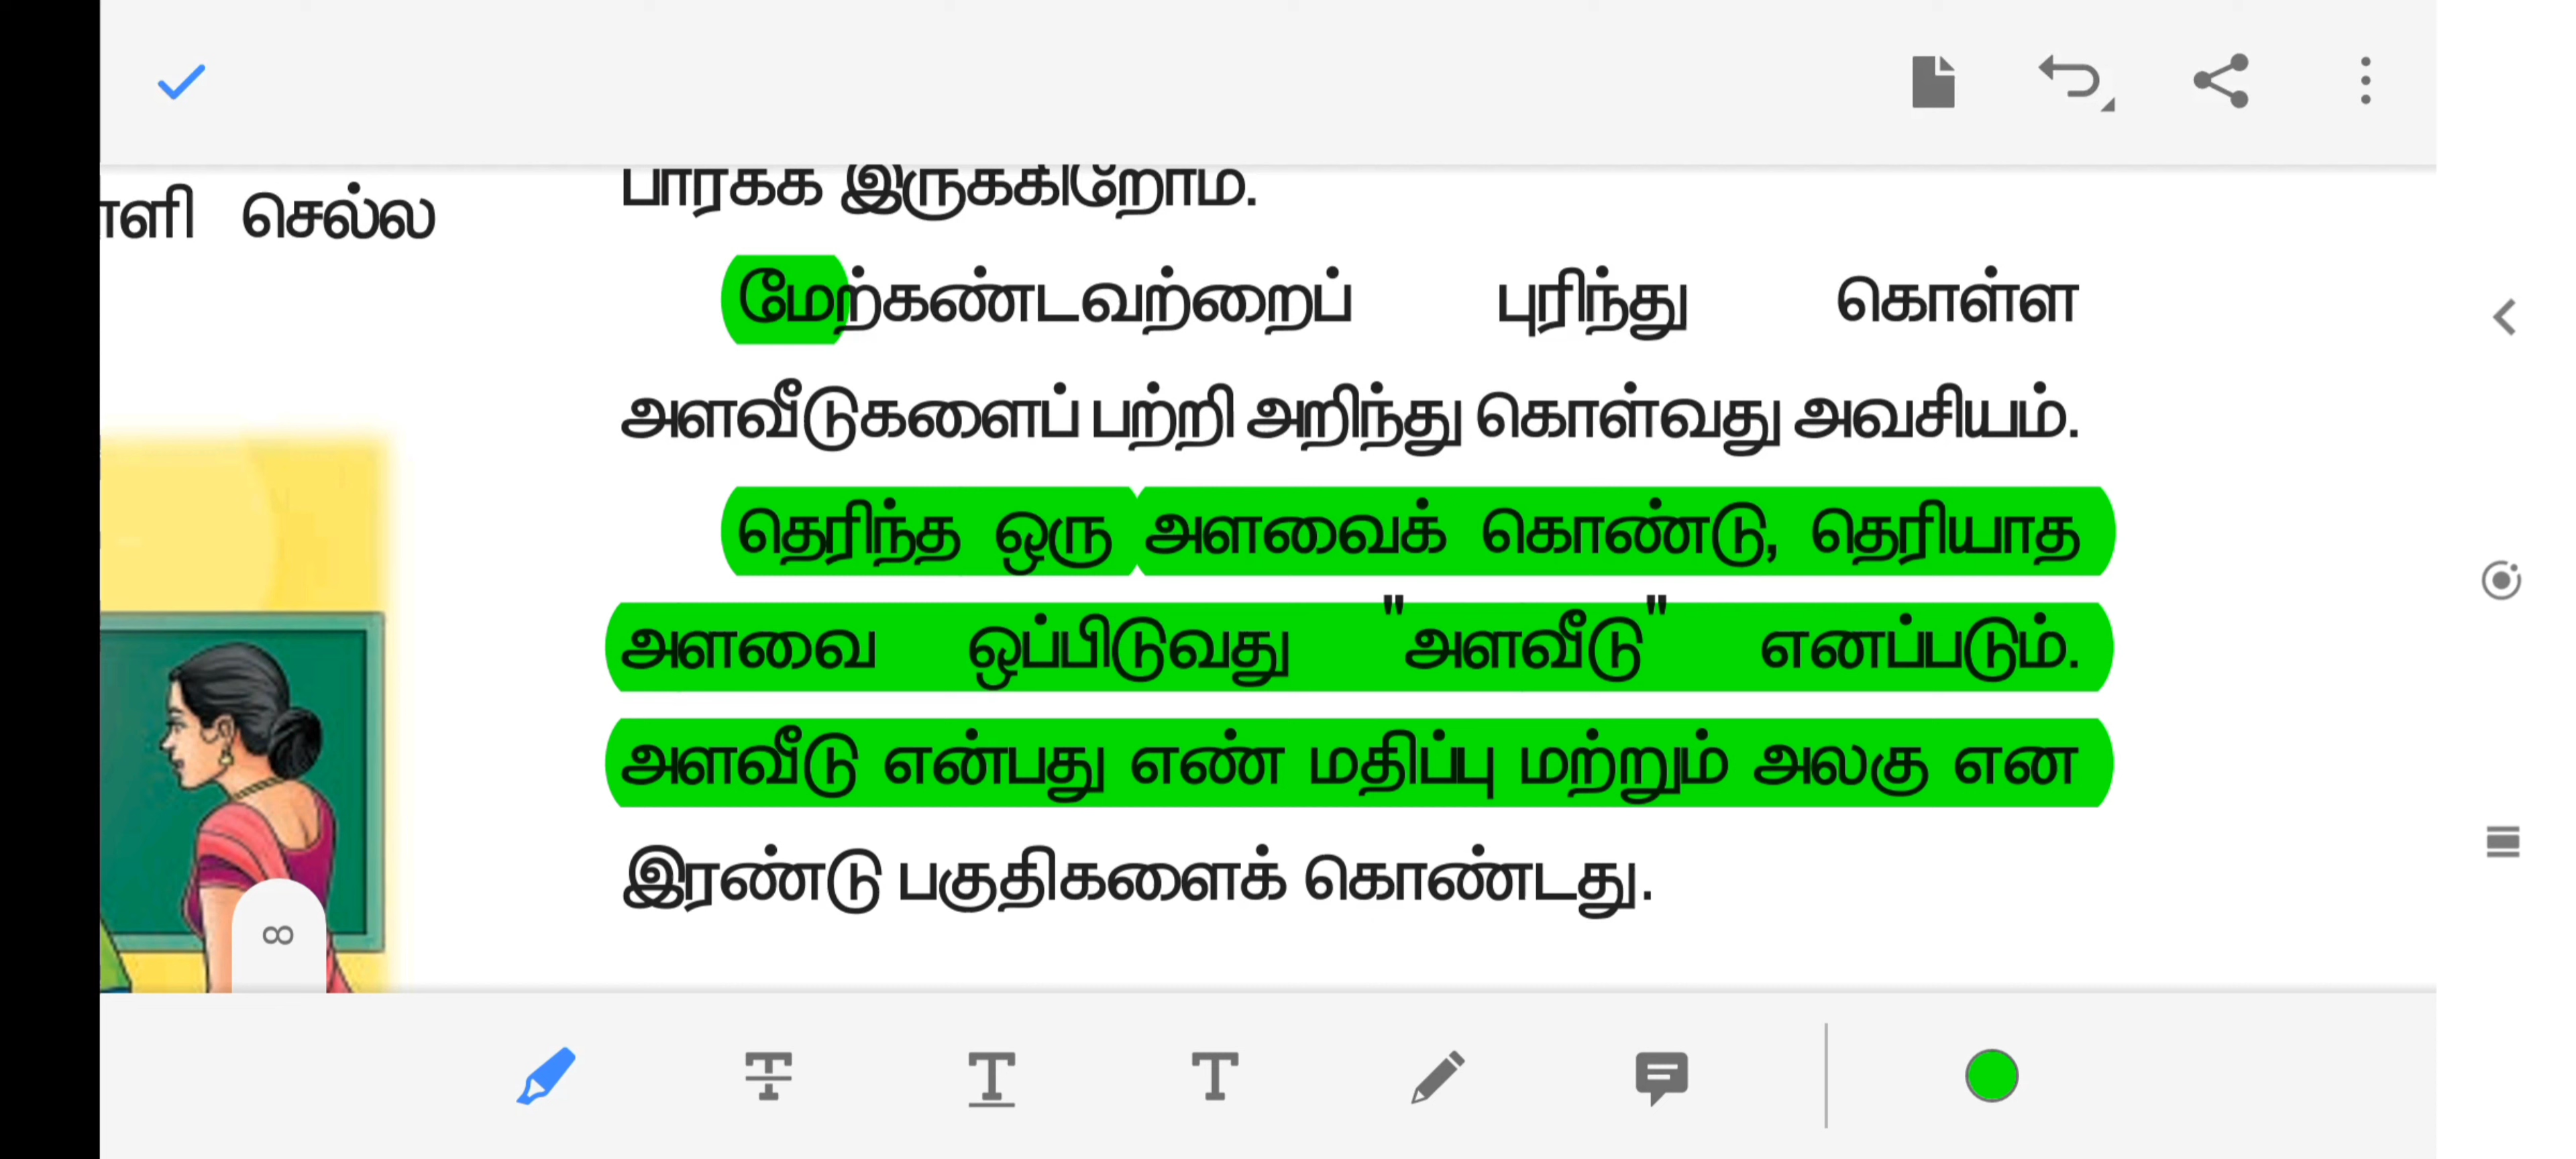 ளி செல்ல
பார்க்க இருக்கிறோம்.
மேற்கண்டவற்றைப் புரிந்து கொள்ள
அளவீடுகளைப் பற்றி அறிந்து கொள்வது அவசியம்.
தெரிந்த ஒரு அளவைக் கொண்டு, தெரியாத
அளவை ஒப்பிடுவது "அளவீடு" எனப்படும்.
அளவீடு என்பது எண் மதிப்பு மற்றும் அலகு என
இரண்டு பகுதிகளைக் கொண்டது.